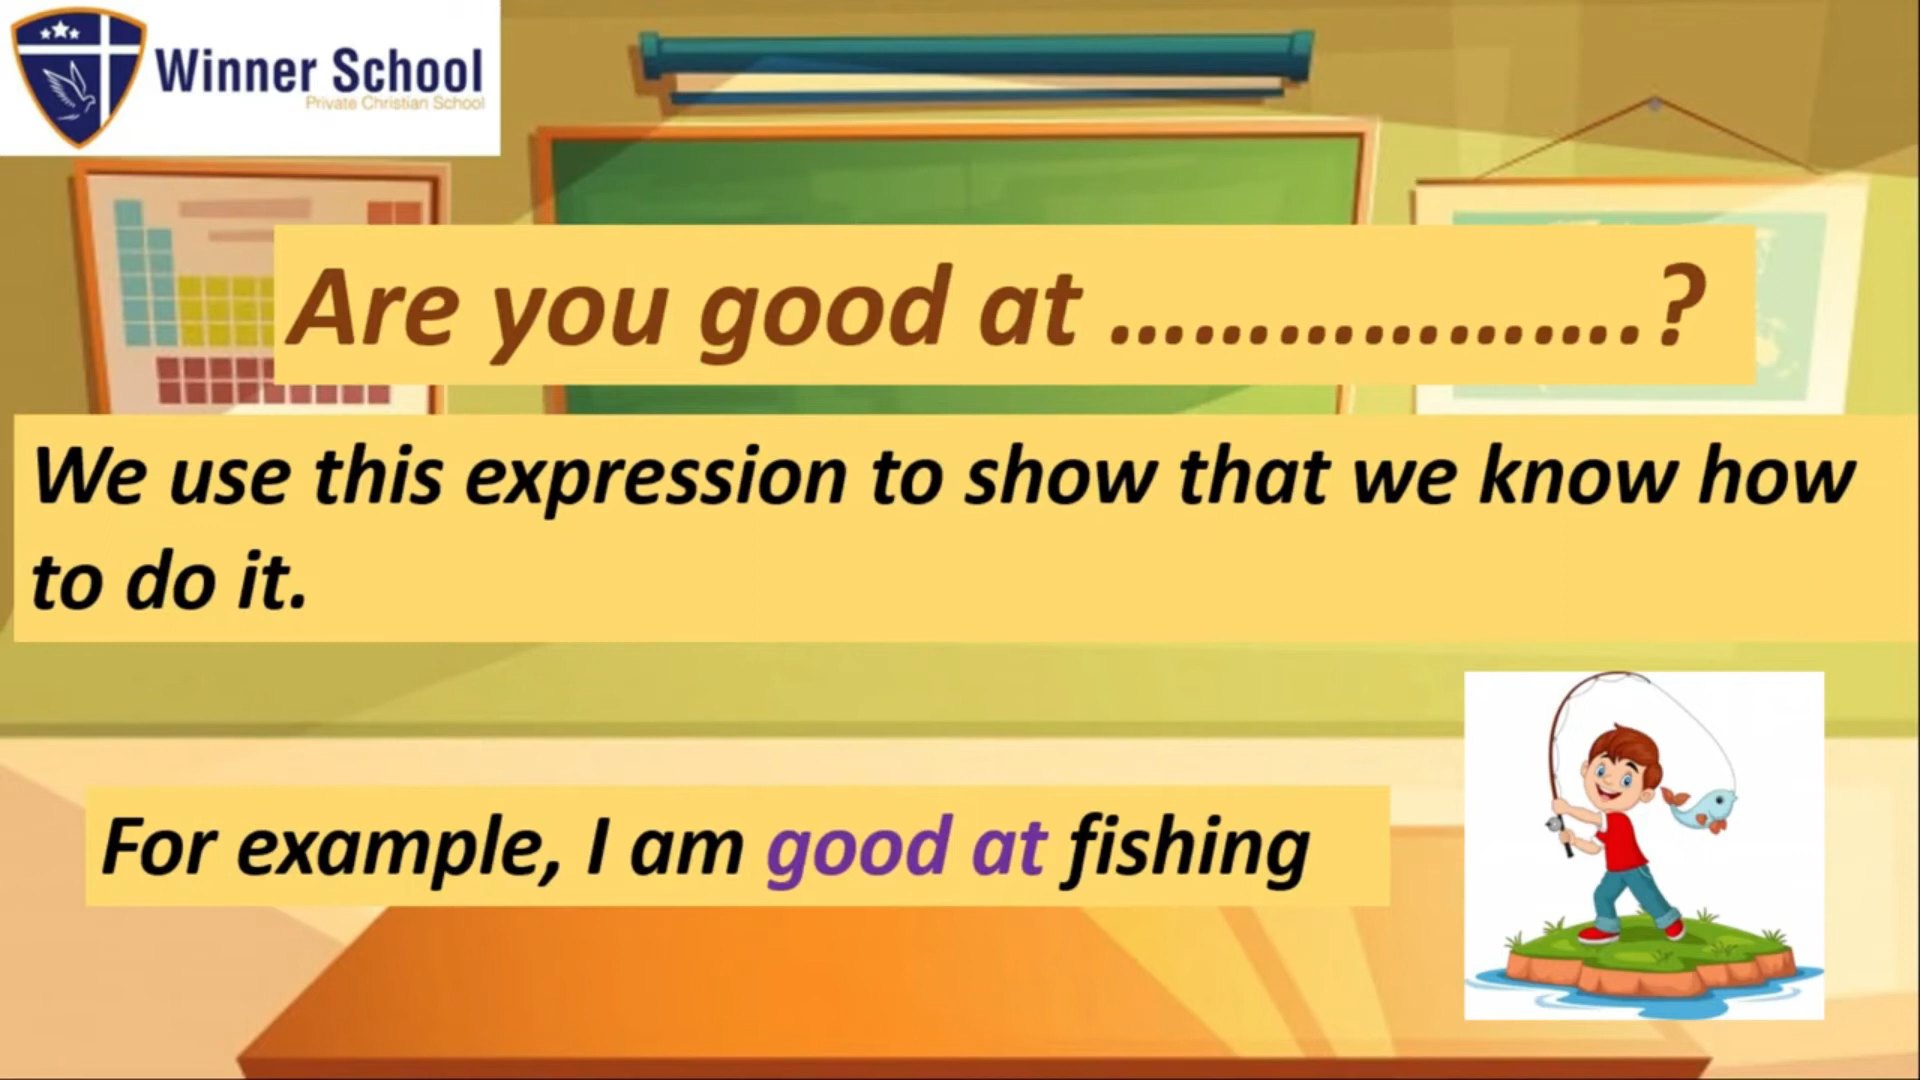 Winner School
Private Christian School
Are you good at ………………….?
We use this expression to show that we know how
to do it.
For example, I am good at fishing